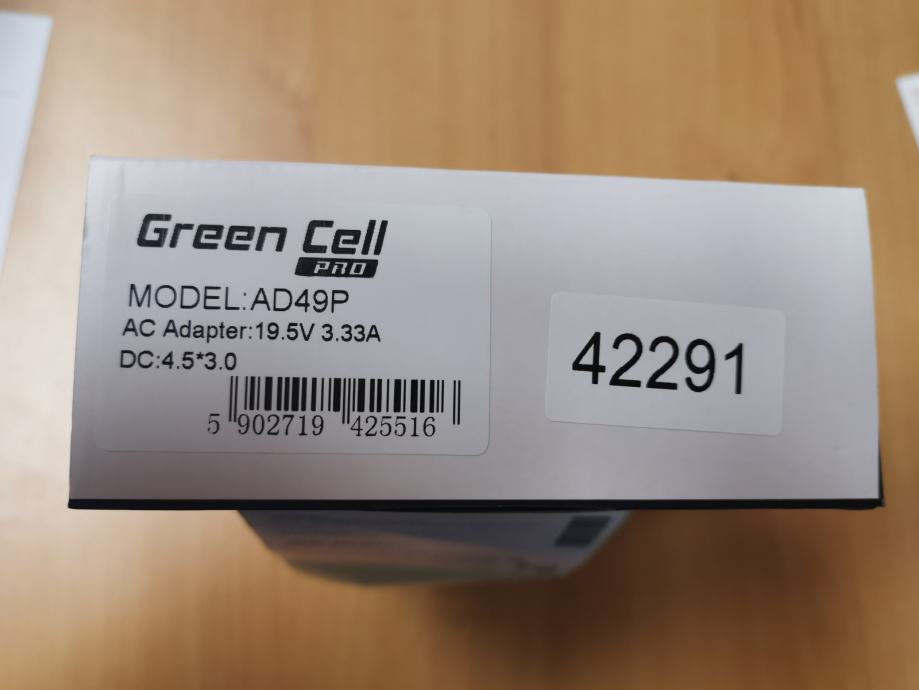 Green Cell
PRO
MODEL:AD49P
AC Adapter:19.5V 3.33A
DC:4.5*3.0
5 902719 425516
42291